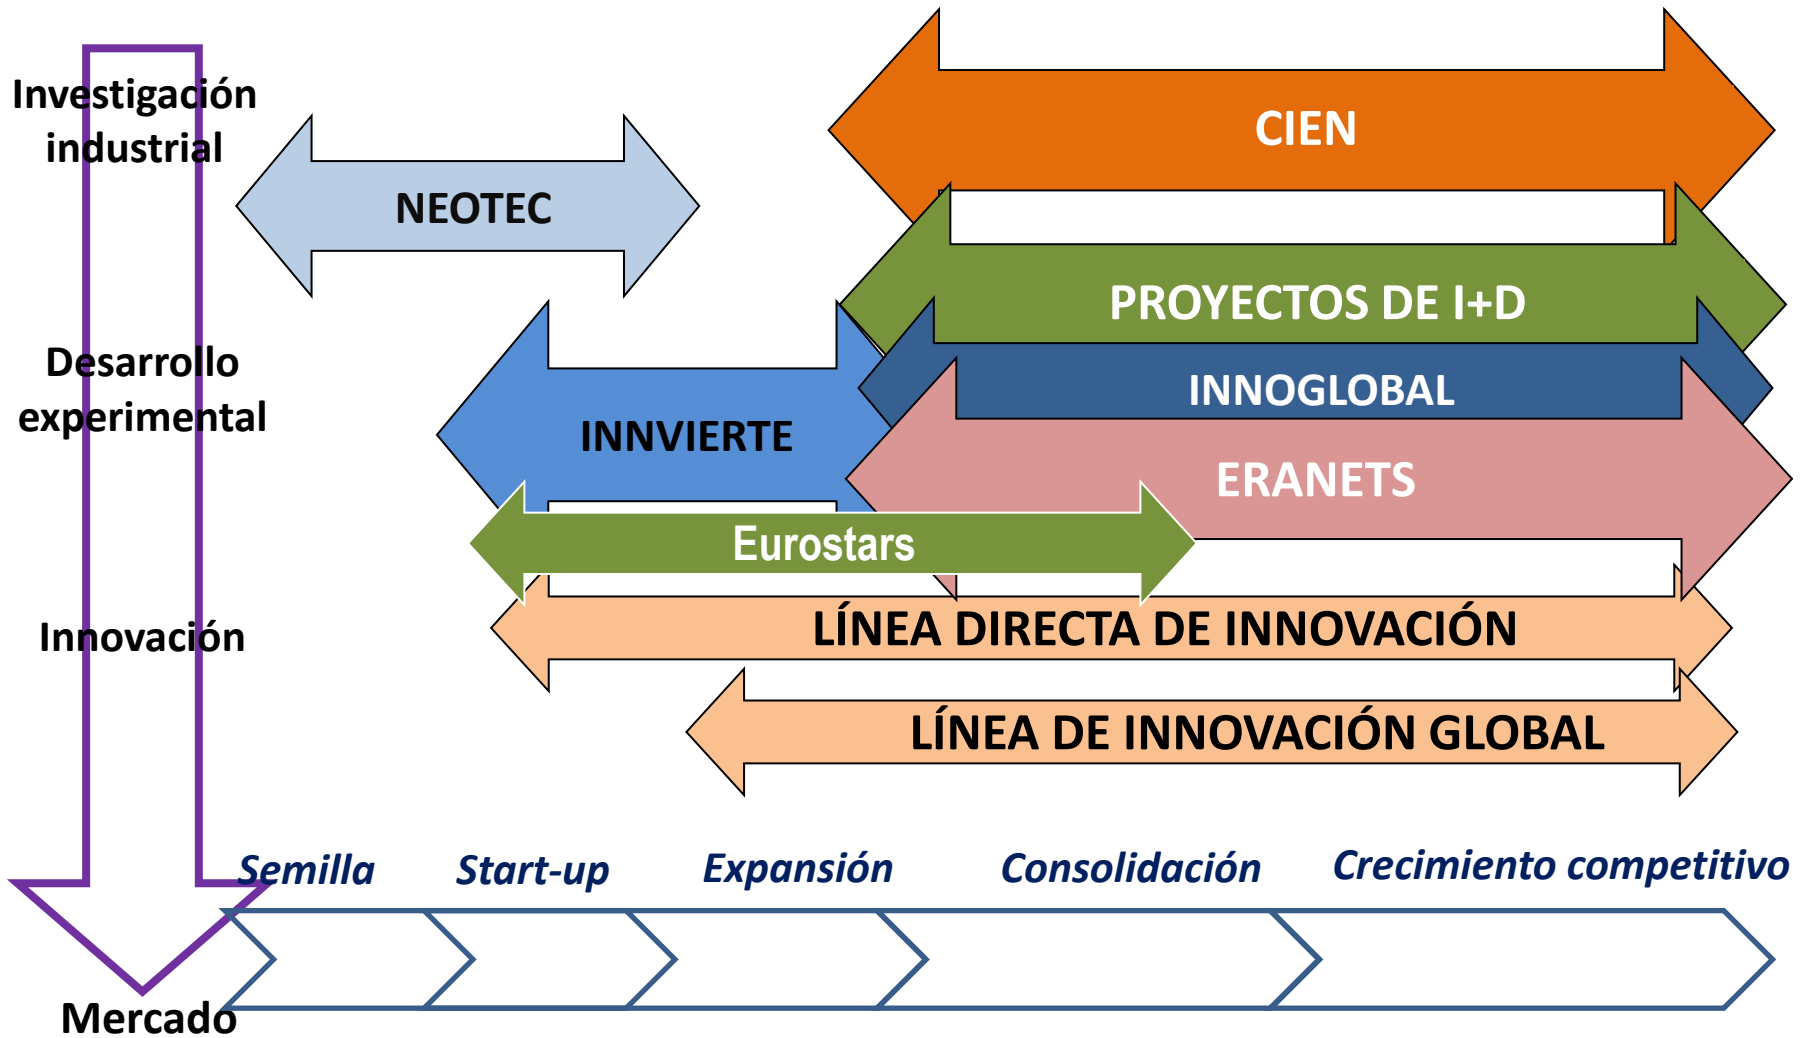 Investigación
industrial
CIEN
NEOTEC
PROYECTOS DE I+D
Desarrollo
experimental
INNOGLOBAL
INNVIERTE
ERANETS
Eurostars
Innovación
LÍNEA DIRECTA DE INNOVACIÓN
LÍNEA DE INNOVACIÓN GLOBAL
Semilla
Start-up
Expansión
Consolidación
Crecimiento competitivo
Mercado